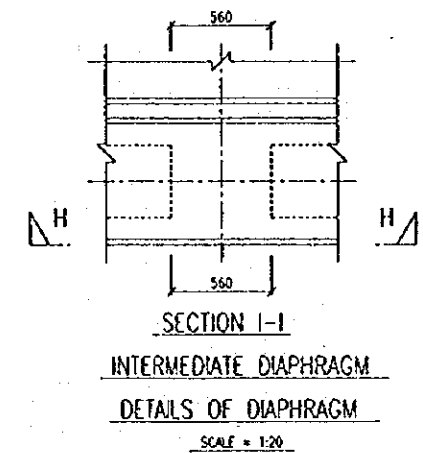 560
H H
560
SECTION I-I
INTERMEDIATE DIAPHRAGM
DETAILS OF DIAPHRAGM
SCALE = 1:20